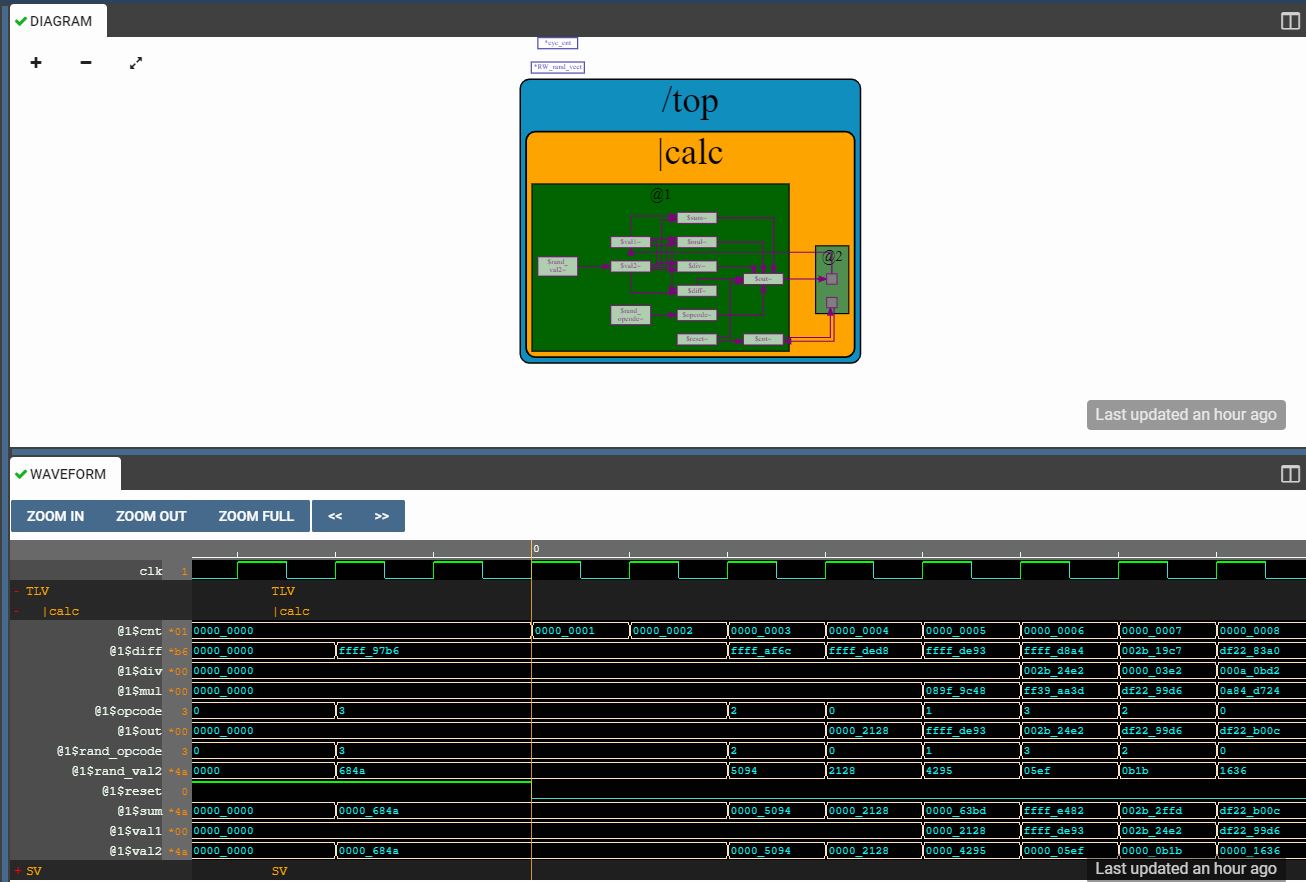 DIAGRAM
+ −
*cyc_cnt
*RW_rand_vect
/top
|calc
@1
$sum~
$val1~ $mul~ @2
$rand_
val2~ $val2~ $div~
$out~
$diff~
$rand_
opcode~ $opcode~
$reset~ $cnt~
Last updated an hour ago
WAVEFORM
ZOOM IN ZOOM OUT ZOOM FULL << >>
0
clk 1
- TLV TLV
- |calc |calc
@1$cnt *01 0000_0000 0000_0001 0000_0002 0000_0003 0000_0004 0000_0005 0000_0006 0000_0007 0000_0008
@1$diff *b6 0000_0000 ffff_97b6 ffff_af6c ffff_ded8 ffff_de93 ffff_d8a4 002b_19c7 df22_83a0
@1$div *00 0000_0000 002b_24e2 0000_03e2 000a_0bd2
@1$mul *00 0000_0000 089f_9c48 ff39_aa3d df22_99d6 0a84_d724
@1$opcode 3 0 3 2 0 1 3 2 0
@1$out *00 0000_0000 0000_2128 ffff_de93 002b_24e2 df22_99d6 df22_b00c
@1$rand_opcode 3 0 3 2 0 1 3 2 0
@1$rand_val2 *4a 0000 684a 5094 2128 4295 05ef 0b1b 1636
@1$reset 0
@1$sum *4a 0000_0000 0000_684a 0000_5094 0000_2128 0000_63bd ffff_e482 002b_2ffd df22_b00c
@1$val1 *00 0000_0000 0000_2128 ffff_de93 002b_24e2 df22_99d6
@1$val2 *4a 0000_0000 0000_684a 0000_5094 0000_2128 0000_4295 0000_05ef 0000_0b1b 0000_1636
+ SV SV
Last updated an hour ago